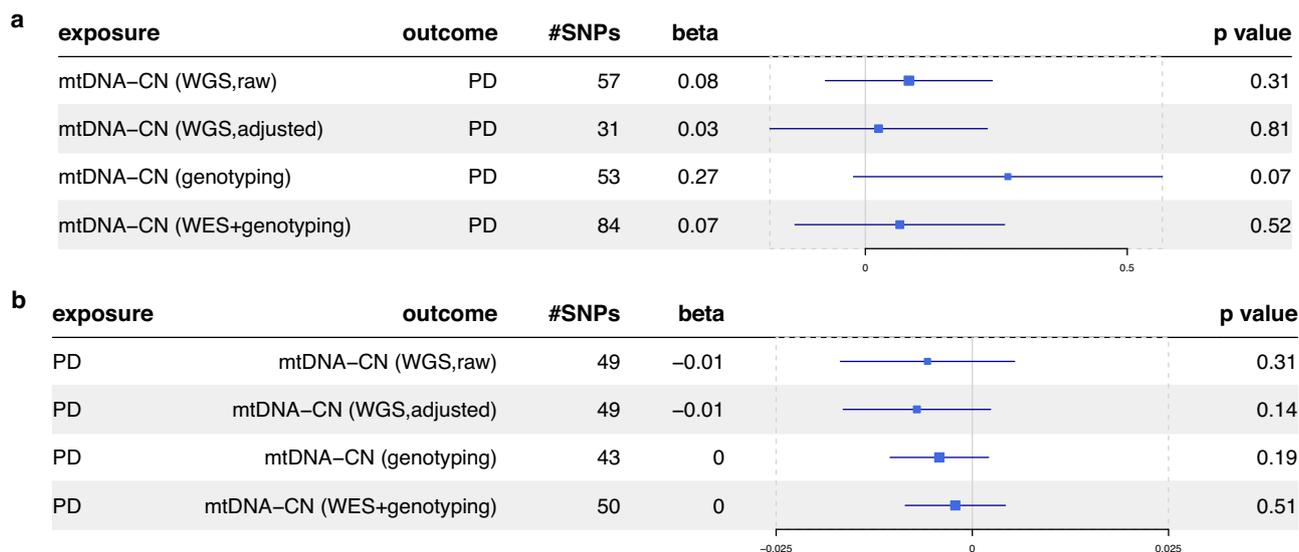 a
exposure outcome #SNPs beta p value
mtDNA−CN (WGS,raw) PD 57 0.08 0.31
mtDNA−CN (WGS,adjusted) PD 31 0.03 0.81
mtDNA−CN (genotyping) PD 53 0.27 0.07
mtDNA−CN (WES+genotyping) PD 84 0.07 0.52
0 0.5
b
exposure outcome #SNPs beta p value
PD mtDNA−CN (WGS,raw) 49 −0.01 0.31
PD mtDNA−CN (WGS,adjusted) 49 −0.01 0.14
PD mtDNA−CN (genotyping) 43 0 0.19
PD mtDNA−CN (WES+genotyping) 50 0 0.51
−0.025 0 0.025